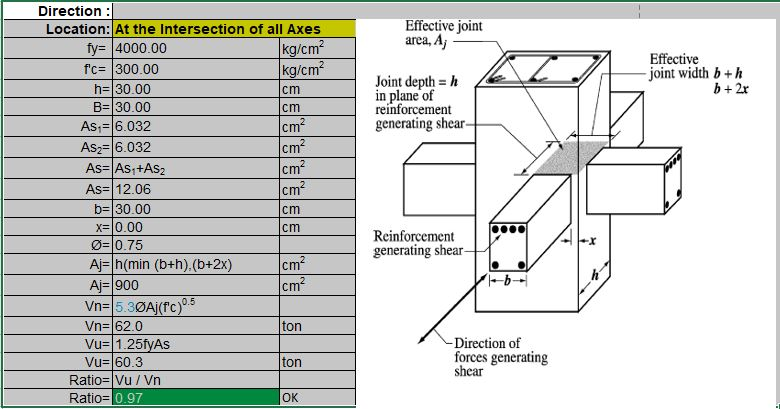 Direction :
Location: At the Intersection of all Axes
fy= 4000.00 kg/cm²
f'c= 300.00 kg/cm²
h= 30.00 cm
B= 30.00 cm
As₁= 6.032 cm²
As₂= 6.032 cm²
As= As₁+As₂ cm²
As= 12.06 cm²
b= 30.00 cm
x= 0.00 cm
Ø= 0.75
Aj= h(min (b+h),(b+2x) cm²
Aj= 900 cm²
Vn= 5.3ØAj(f'c)⁰·⁵
Vn= 62.0 ton
Vu= 1.25fyAs
Vu= 60.3 ton
Ratio= Vu / Vn
Ratio= 0.97 OK
Effective joint
area, Aj
Effective
joint width b + h
b + 2x
Joint depth = h
in plane of
reinforcement
generating shear
Reinforcement
generating shear
x
b
h
Direction of
forces generating
shear